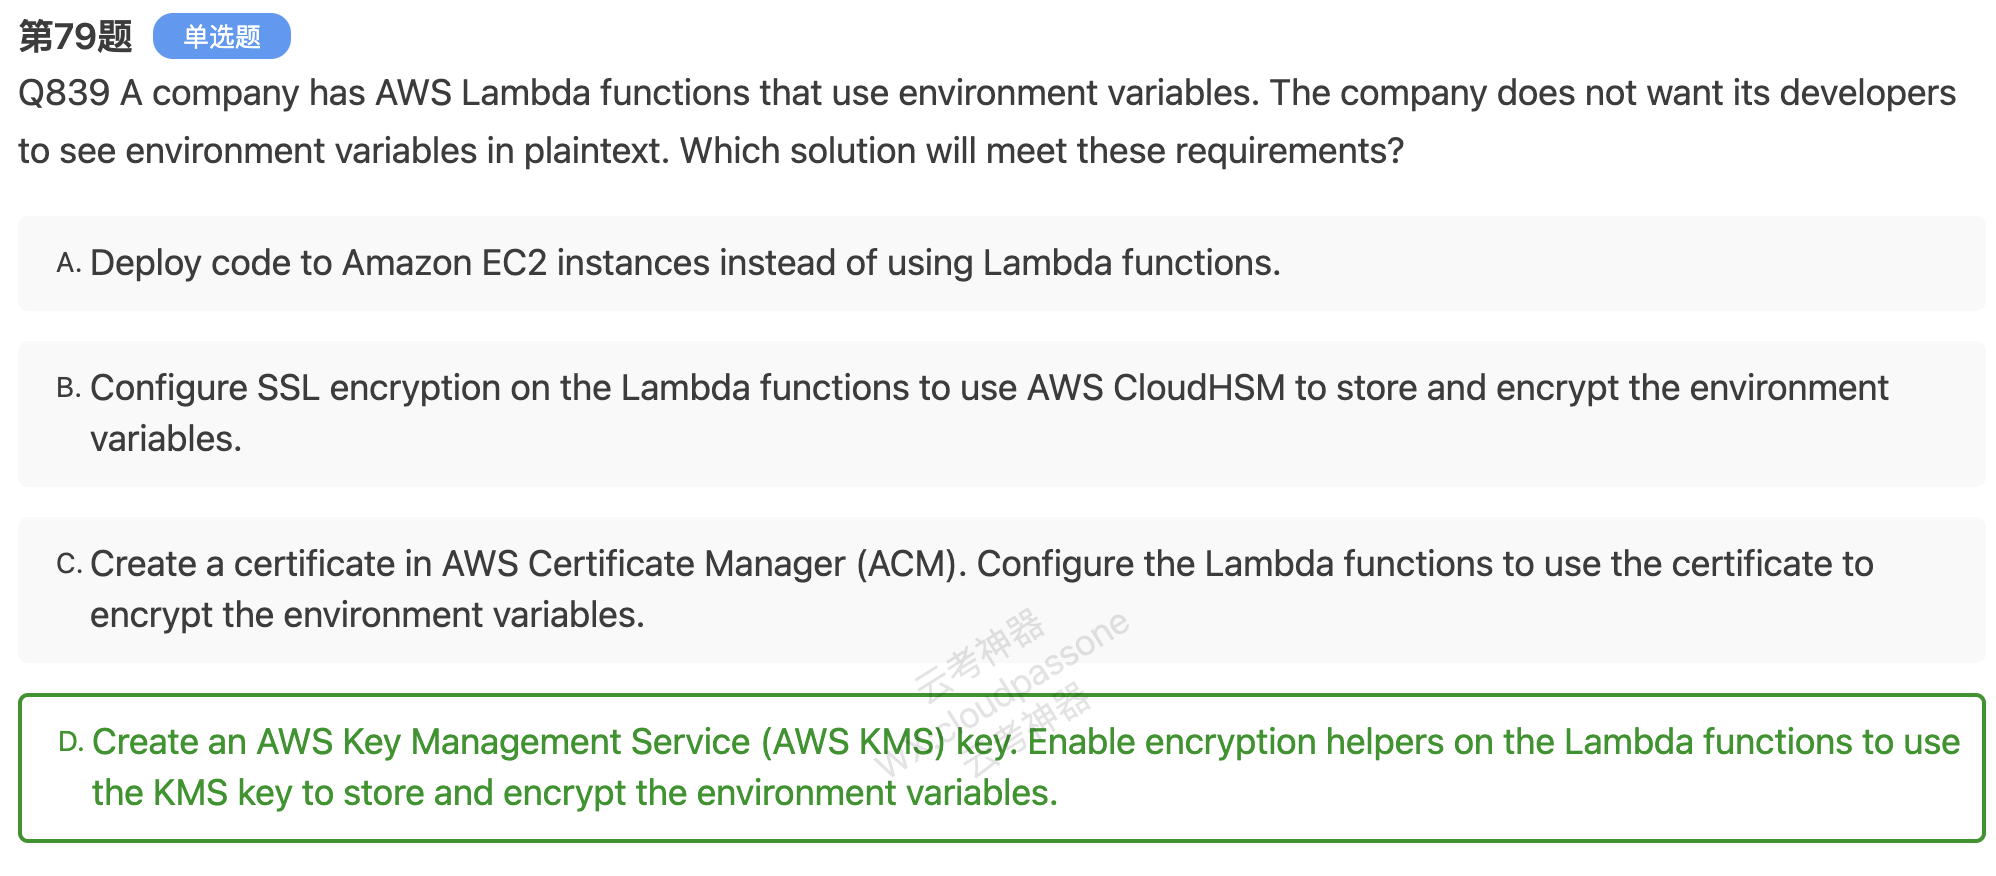 第79题 单选题
Q839 A company has AWS Lambda functions that use environment variables. The company does not want its developers
to see environment variables in plaintext. Which solution will meet these requirements?
A. Deploy code to Amazon EC2 instances instead of using Lambda functions.
B. Configure SSL encryption on the Lambda functions to use AWS CloudHSM to store and encrypt the environment
variables.
C. Create a certificate in AWS Certificate Manager (ACM). Configure the Lambda functions to use the certificate to
encrypt the environment variables.
云考神器
cloudpassone
云考神器
D. Create an AWS Key Management Service (AWS KMS) key. Enable encryption helpers on the Lambda functions to use
the KMS key to store and encrypt the environment variables.